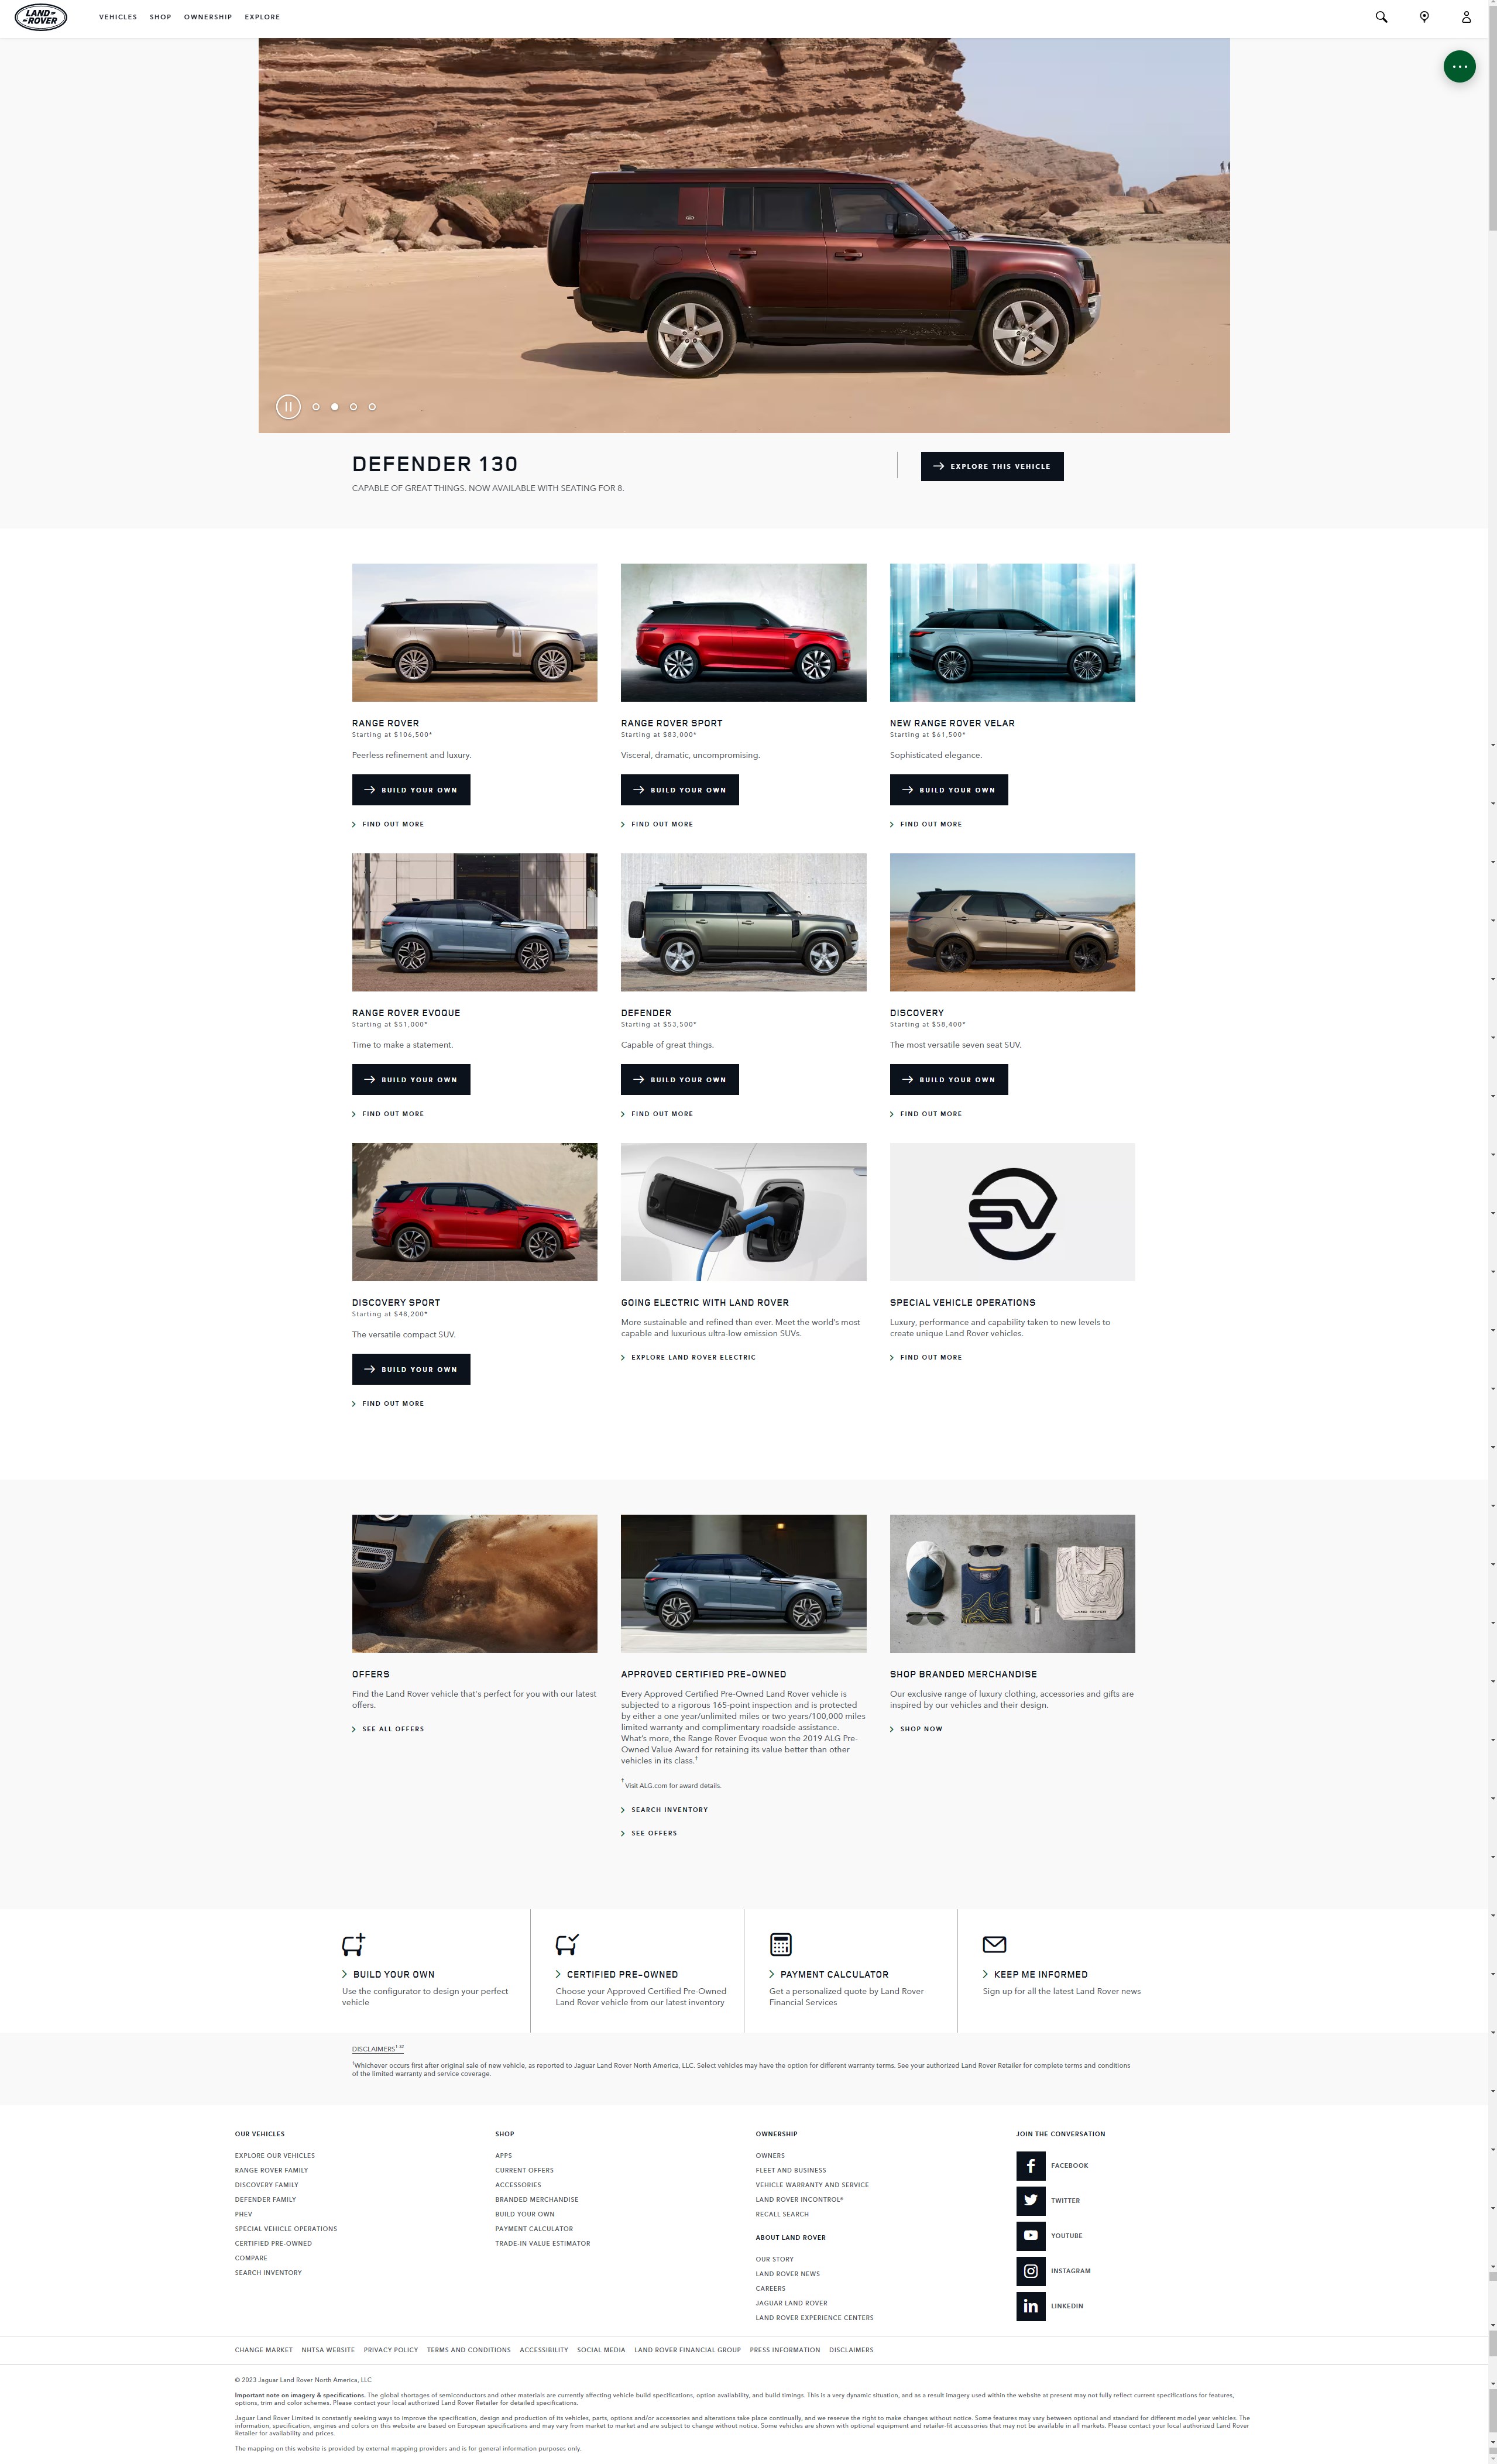 LAND-
-ROVER
VEHICLES SHOP OWNERSHIP EXPLORE
DEFENDER 130
CAPABLE OF GREAT THINGS. NOW AVAILABLE WITH SEATING FOR 8.
EXPLORE THIS VEHICLE
RANGE ROVER
Starting at $106,500*
Peerless refinement and luxury.
BUILD YOUR OWN
FIND OUT MORE
RANGE ROVER SPORT
Starting at $83,000*
Visceral, dramatic, uncompromising.
BUILD YOUR OWN
FIND OUT MORE
NEW RANGE ROVER VELAR
Starting at $61,500*
Sophisticated elegance.
BUILD YOUR OWN
FIND OUT MORE
RANGE ROVER EVOQUE
Starting at $51,000*
Time to make a statement.
BUILD YOUR OWN
FIND OUT MORE
DEFENDER
Starting at $53,500*
Capable of great things.
BUILD YOUR OWN
FIND OUT MORE
DISCOVERY
Starting at $58,400*
The most versatile seven seat SUV.
BUILD YOUR OWN
FIND OUT MORE
DISCOVERY SPORT
Starting at $48,200*
The versatile compact SUV.
BUILD YOUR OWN
FIND OUT MORE
GOING ELECTRIC WITH LAND ROVER
More sustainable and refined than ever. Meet the world's most
capable and luxurious ultra-low emission SUVs.
EXPLORE LAND ROVER ELECTRIC
SV
SPECIAL VEHICLE OPERATIONS
Luxury, performance and capability taken to new levels to
create unique Land Rover vehicles.
FIND OUT MORE
OFFERS
Find the Land Rover vehicle that's perfect for you with our latest
offers.
SEE ALL OFFERS
APPROVED CERTIFIED PRE-OWNED
Every Approved Certified Pre-Owned Land Rover vehicle is
subjected to a rigorous 165-point inspection and is protected
by either a one year/unlimited miles or two years/100,000 miles
limited warranty and complimentary roadside assistance.
What's more, the Range Rover Evoque won the 2019 ALG Pre-
Owned Value Award for retaining its value better than other
vehicles in its class.†
† Visit ALG.com for award details.
SEARCH INVENTORY
SEE OFFERS
LAND ROVER
SHOP BRANDED MERCHANDISE
Our exclusive range of luxury clothing, accessories and gifts are
inspired by our vehicles and their design.
SHOP NOW
BUILD YOUR OWN
Use the configurator to design your perfect
vehicle
CERTIFIED PRE-OWNED
Choose your Approved Certified Pre-Owned
Land Rover vehicle from our latest inventory
PAYMENT CALCULATOR
Get a personalized quote by Land Rover
Financial Services
KEEP ME INFORMED
Sign up for all the latest Land Rover news
DISCLAIMERS
Whichever occurs first after original sale of new vehicle, as reported to Jaguar Land Rover North America, LLC. Select vehicles may have the option for different warranty terms. See your authorized Land Rover Retailer for complete terms and conditions
of the limited warranty and service coverage.
OUR VEHICLES
EXPLORE OUR VEHICLES
RANGE ROVER FAMILY
DISCOVERY FAMILY
DEFENDER FAMILY
PHEV
SPECIAL VEHICLE OPERATIONS
CERTIFIED PRE-OWNED
COMPARE
SEARCH INVENTORY
SHOP
APPS
CURRENT OFFERS
ACCESSORIES
BRANDED MERCHANDISE
BUILD YOUR OWN
PAYMENT CALCULATOR
TRADE-IN VALUE ESTIMATOR
OWNERSHIP
OWNERS
FLEET AND BUSINESS
VEHICLE WARRANTY AND SERVICE
LAND ROVER INCONTROL®
RECALL SEARCH
ABOUT LAND ROVER
OUR STORY
LAND ROVER NEWS
CAREERS
JAGUAR LAND ROVER
LAND ROVER EXPERIENCE CENTERS
JOIN THE CONVERSATION
FACEBOOK
TWITTER
YOUTUBE
INSTAGRAM
LINKEDIN
CHANGE MARKET NHTSA WEBSITE PRIVACY POLICY TERMS AND CONDITIONS ACCESSIBILITY SOCIAL MEDIA LAND ROVER FINANCIAL GROUP PRESS INFORMATION DISCLAIMERS
© 2023 Jaguar Land Rover North America, LLC
Important note on imagery & specifications. The global shortages of semiconductors and other materials are currently affecting vehicle build specifications, option availability, and build timings. This is a very dynamic situation, and as a result imagery used within the website at present may not fully reflect current specifications for features,
options, trim and color schemes. Please contact your local authorized Land Rover Retailer for detailed specifications.
Jaguar Land Rover Limited is constantly seeking ways to improve the specification, design and production of its vehicles, parts, options and/or accessories and alterations take place continually, and we reserve the right to make changes without notice. Some features may vary between optional and standard for different model year vehicles. The
information, specification, engines and colors on this website are based on European specifications and may vary from market to market and are subject to change without notice. Some vehicles are shown with optional equipment and retailer-fit accessories that may not be available in all markets. Please contact your local authorized Land Rover
Retailer for availability and prices.
The mapping on this website is provided by external mapping providers and is for general information purposes only.